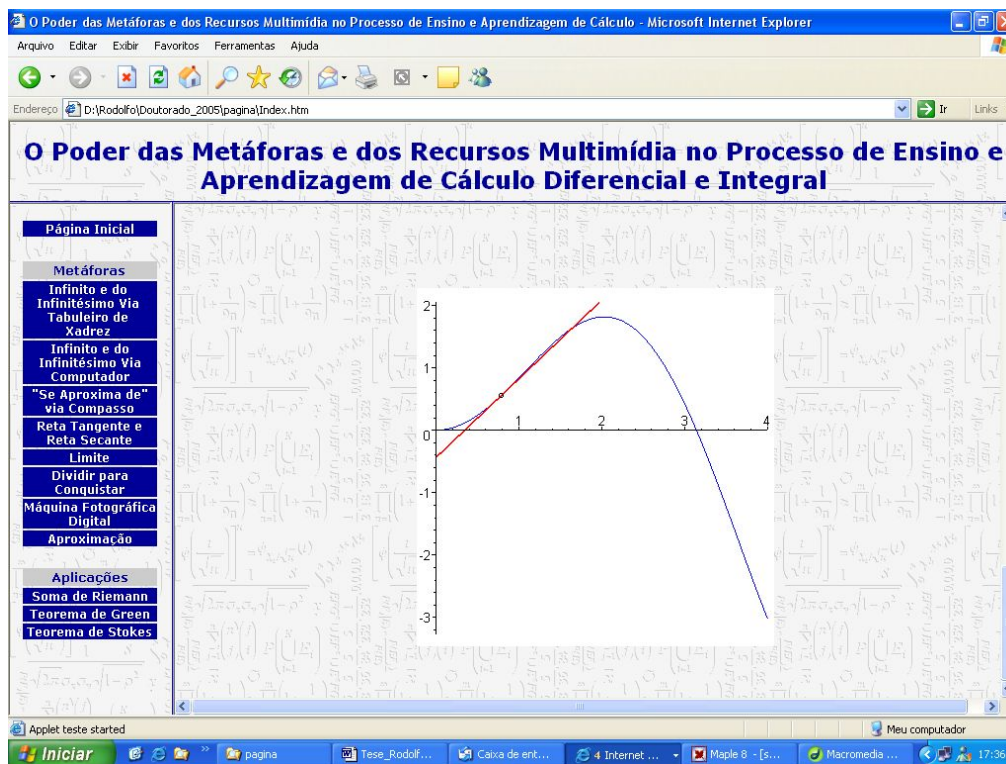 O Poder das Metáforas e dos Recursos Multimídia no Processo de Ensino e Aprendizagem de Cálculo - Microsoft Internet Explorer
Arquivo Editar Exibir Favoritos Ferramentas Ajuda
Endereço D:\Rodolfo\Doutorado_2005\pagina\Index.htm Ir Links
O Poder das Metáforas e dos Recursos Multimídia no Processo de Ensino e
Aprendizagem de Cálculo Diferencial e Integral
Página Inicial
Metáforas
Infinito e do
Infinitésimo Via
Tabuleiro de
Xadrez
Infinito e do
Infinitésimo Via
Computador
"Se Aproxima de"
via Compasso
Reta Tangente e
Reta Secante
Limite
Dividir para
Conquistar
Máquina Fotográfica
Digital
Aproximação
Aplicações
Soma de Riemann
Teorema de Green
Teorema de Stokes
2
1
0 1 2 3 4
-1
-2
-3
Applet teste started Meu computador
Iniciar » pagina Tese_Rodolf... Caixa de ent... 4 Internet ... Maple 8 - [s... Macromedia ... 17:36